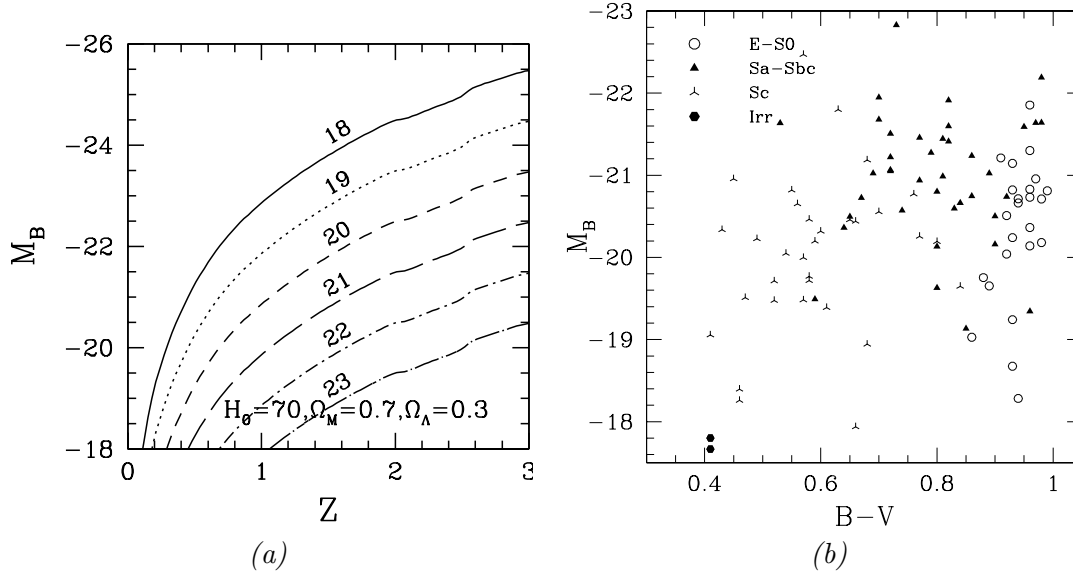 -26
-24
-22
-20
-18
M_B
18
19
20
21
22
23
H_0=70,Ω_M=0.7,Ω_Λ=0.3
0
1
2
3
Z
(a)
-23
-22
-21
-20
-19
-18
M_B
E-S0
Sa-Sbc
Sc
Irr
0.4
0.6
0.8
1
B-V
(b)